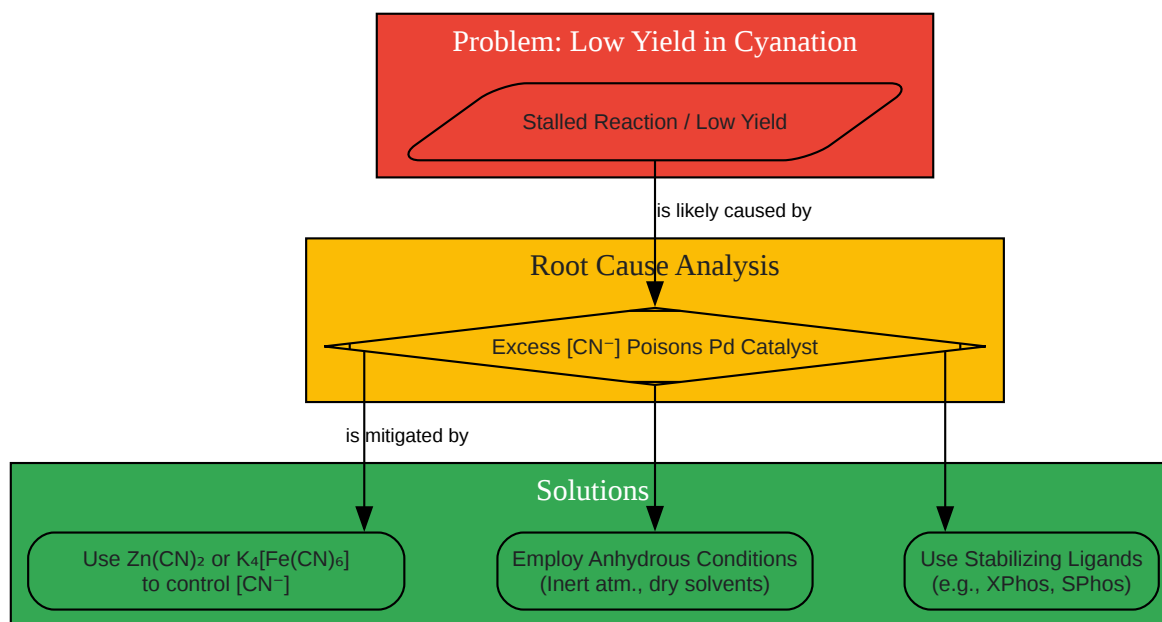 Problem: Low Yield in Cyanation
Stalled Reaction / Low Yield
is likely caused by
Root Cause Analysis
Excess [CN⁻] Poisons Pd Catalyst
is mitigated by
Solutions
Use Zn(CN)₂ or K₄[Fe(CN)₆]
to control [CN⁻]
Employ Anhydrous Conditions
(Inert atm., dry solvents)
Use Stabilizing Ligands
(e.g., XPhos, SPhos)